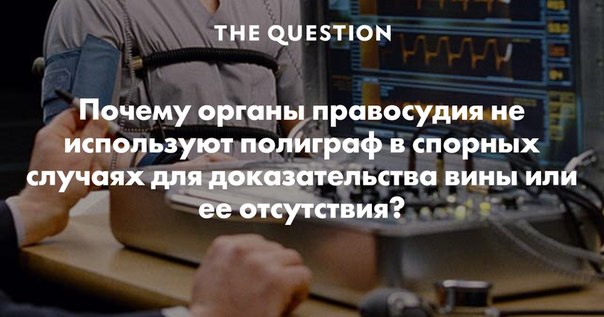 THE QUESTION
Почему органы правосудия не
используют полиграф в спорных
случаях для доказательства вины или
ее отсутствия?